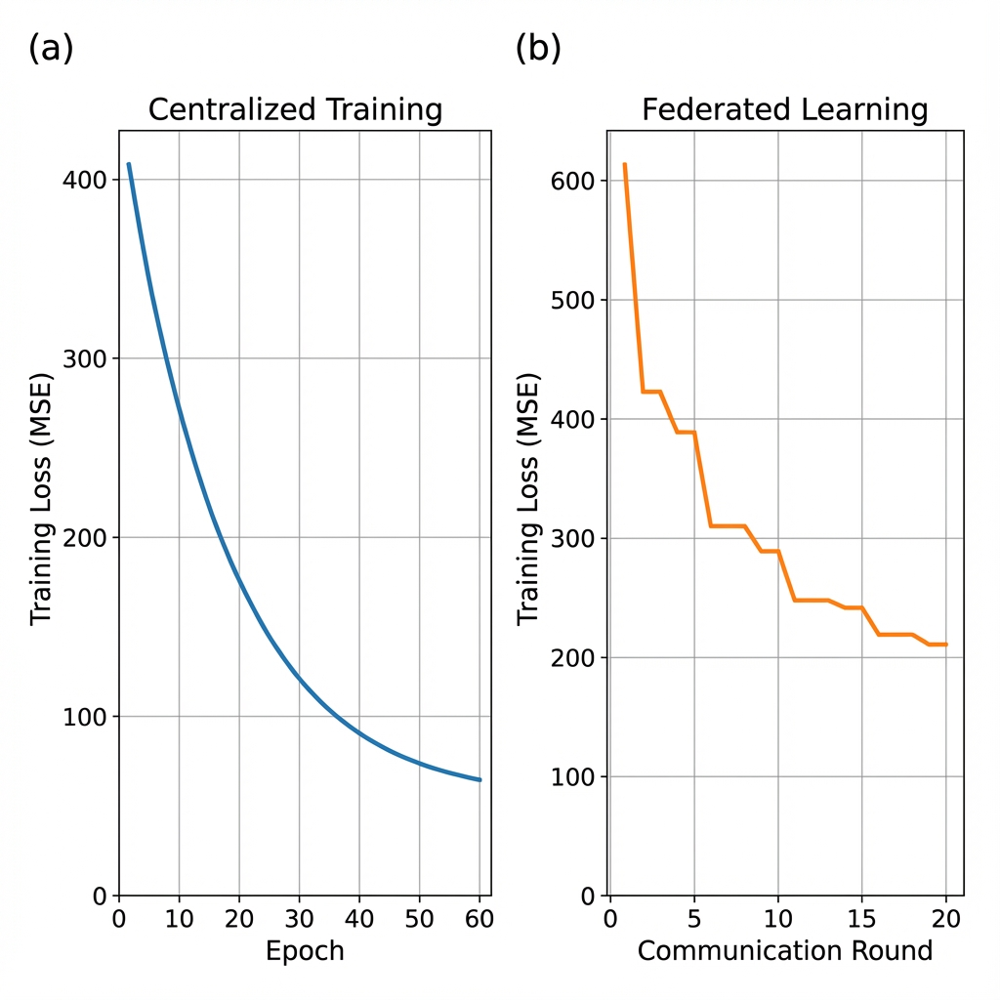 (a)
Centralized Training
Training Loss (MSE)
400
300
200
100
0
0 10 20 30 40 50 60
Epoch
(b)
Federated Learning
Training Loss (MSE)
600
500
400
300
200
100
0
0 5 10 15 20
Communication Round